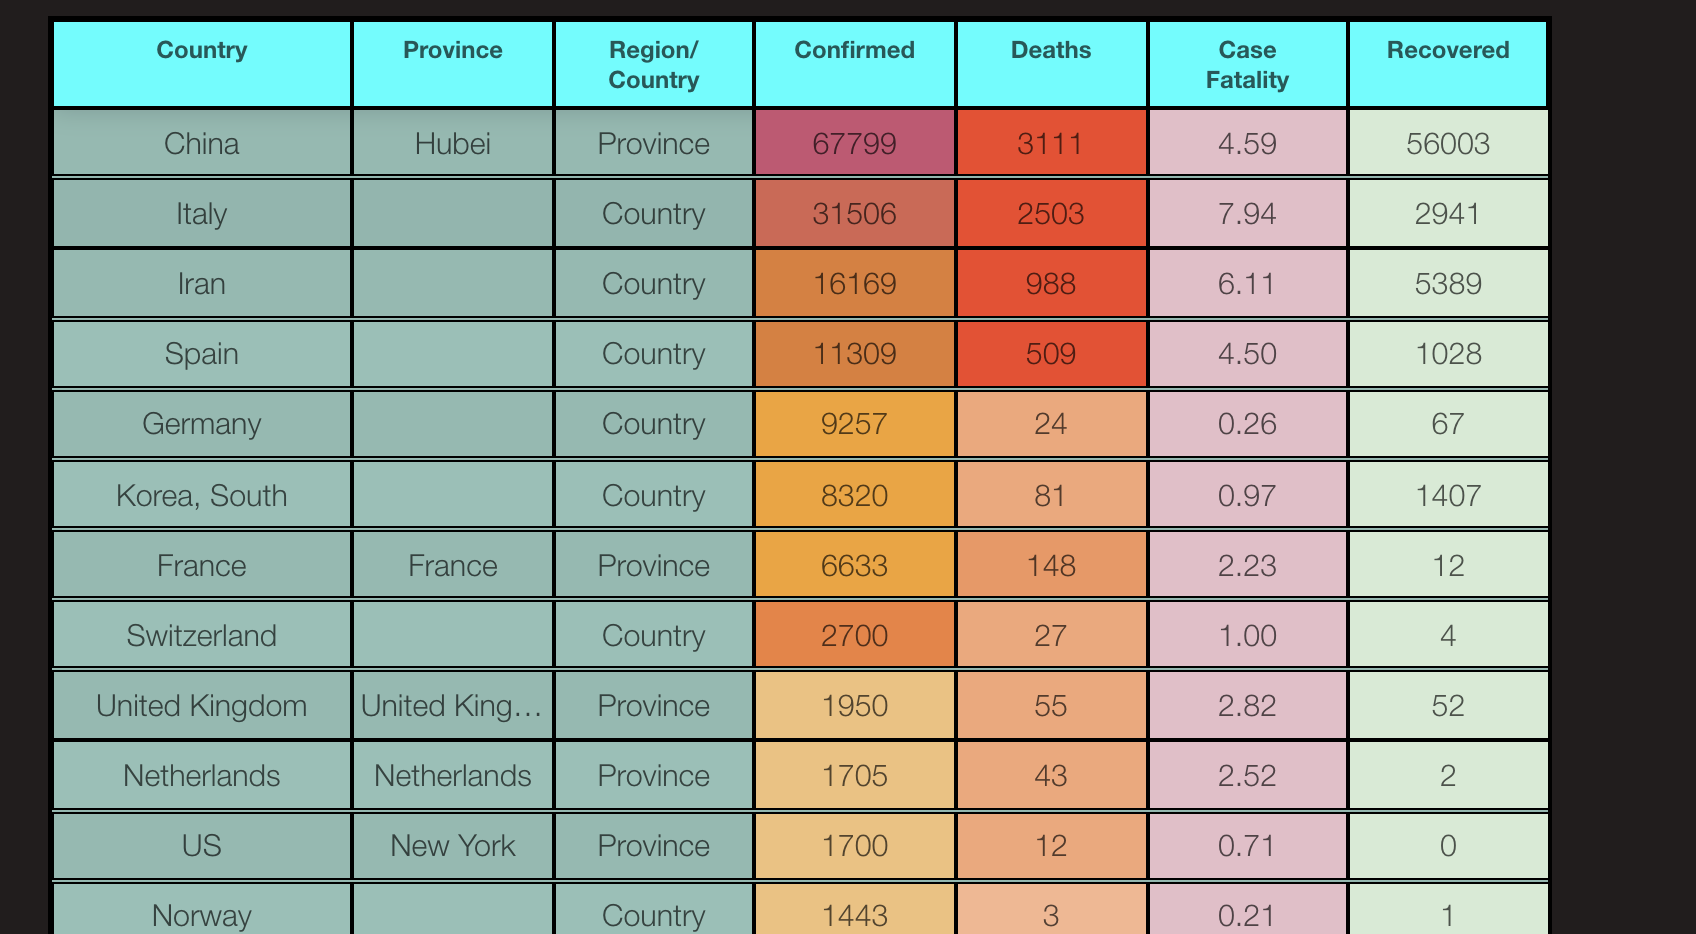 Country Province Region/ Confirmed Deaths Case Recovered
Country Fatality
China Hubei Province 67799 3111 4.59 56003
Italy Country 31506 2503 7.94 2941
Iran Country 16169 988 6.11 5389
Spain Country 11309 509 4.50 1028
Germany Country 9257 24 0.26 67
Korea, South Country 8320 81 0.97 1407
France France Province 6633 148 2.23 12
Switzerland Country 2700 27 1.00 4
United Kingdom United King... Province 1950 55 2.82 52
Netherlands Netherlands Province 1705 43 2.52 2
US New York Province 1700 12 0.71 0
Norway Country 1443 3 0.21 1